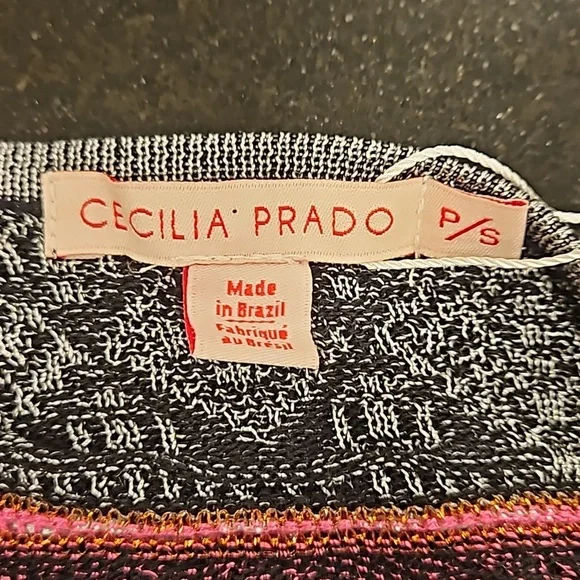 CECILIA PRADO
P/S
Made
in Brazil
Fabriqué
au Brésil